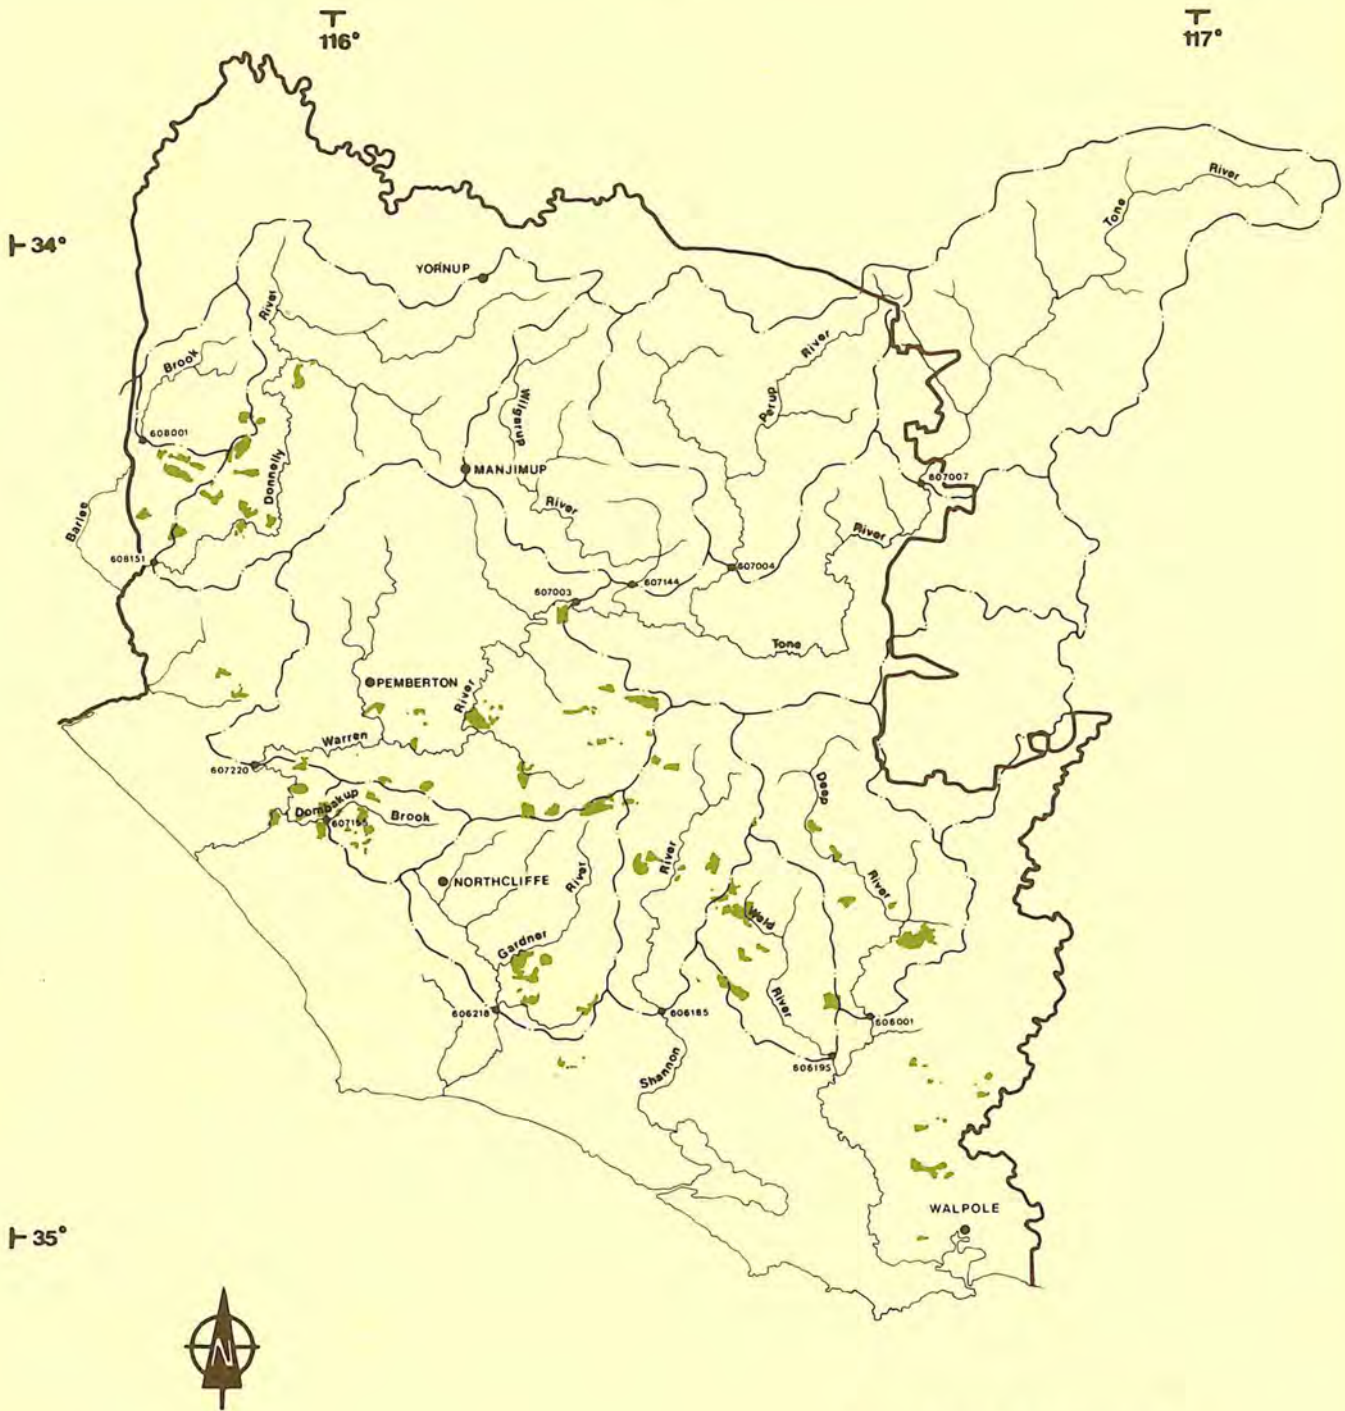 116°
117°
34°
River
Tone
YORNUP
River
Brook
River
Perup
Wilgarup
608001
MANJIMUP
Donnelly
607007
River
Barlee
River
608151
607004
607144
607003
Tone
PEMBERTON
River
Warren
607220
Deep
Dombakup
Brook
607155
River
River
NORTHCLIFFE
River
Weld
Gardner
River
606218
606185
606001
Shannon
606195
WALPOLE
35°
N